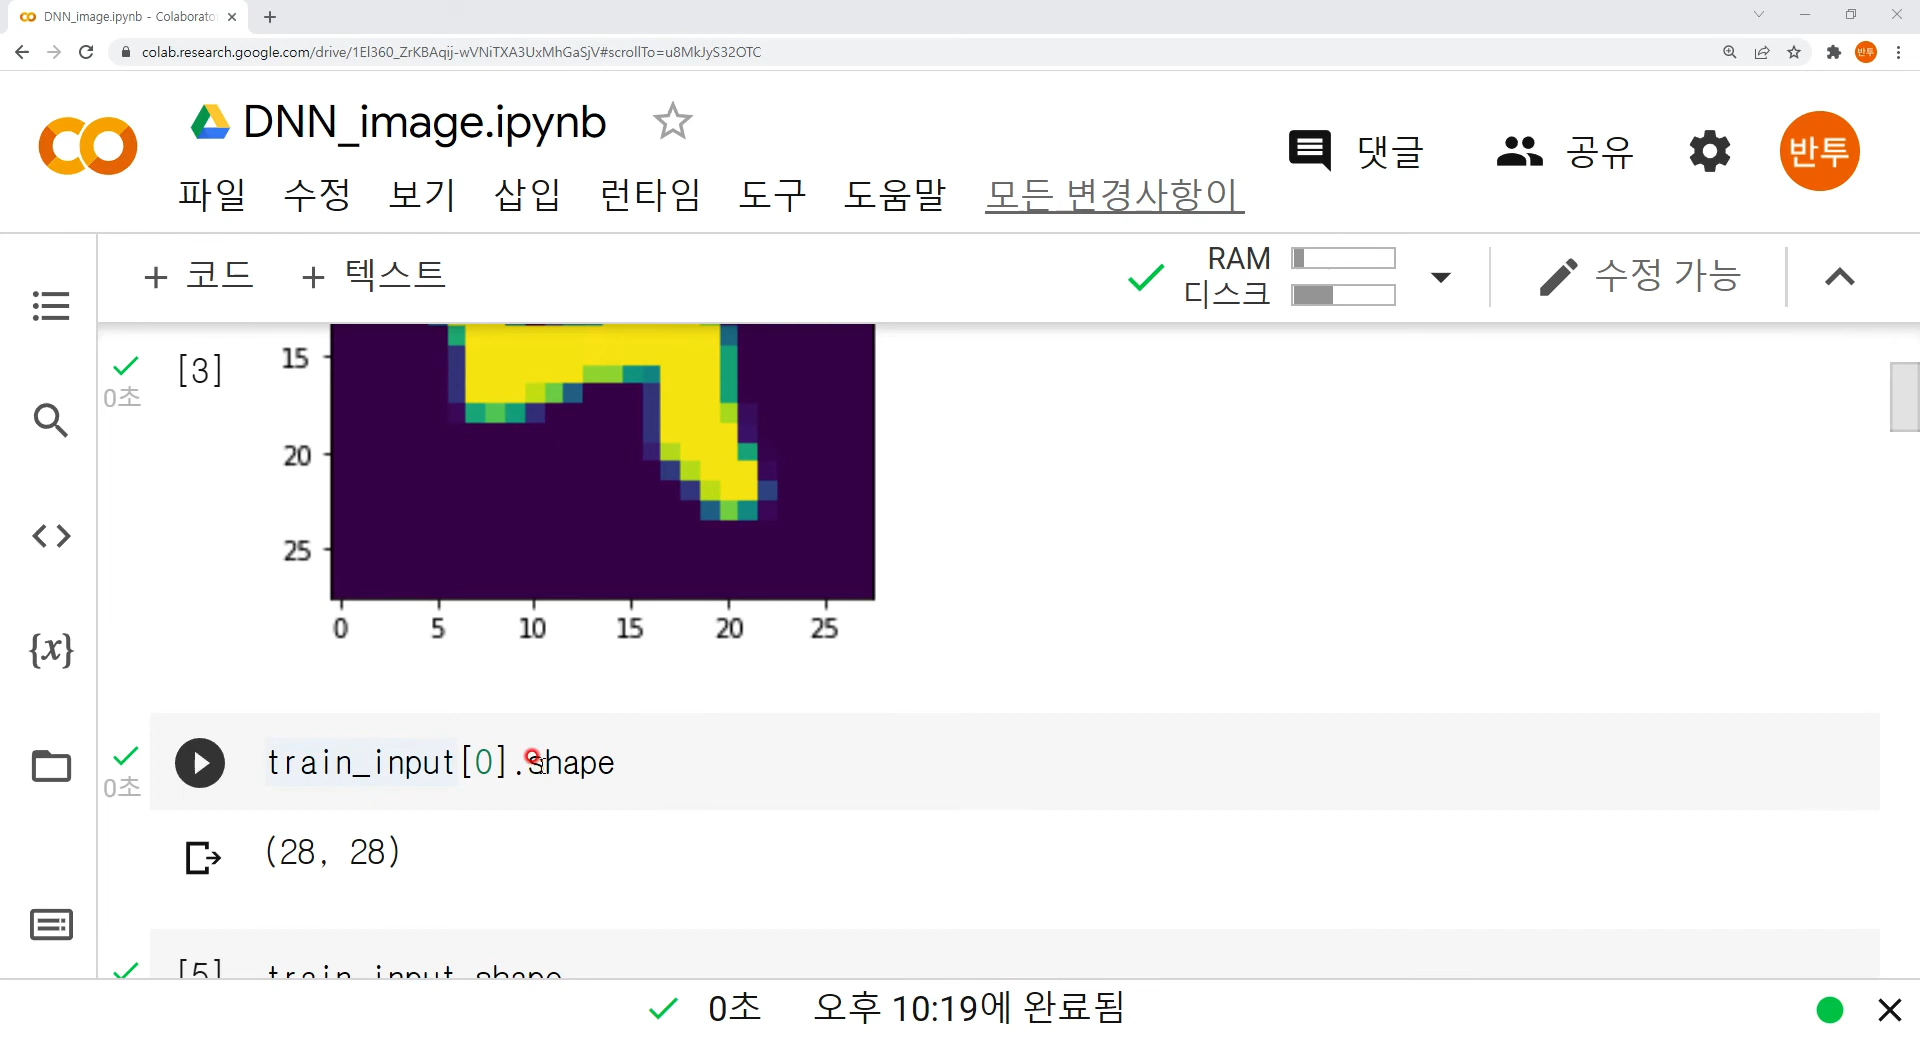 DNN_image.ipynb - Colaborato
colab.research.google.com/drive/1El360_ZrKBAqij-wVNiTXA3UxMhGaSjV#scrollTo=u8MkJyS32OTC
반투
DNN_image.ipynb
댓글
공유
반투
파일 수정 보기 삽입 런타임 도구 도움말 모든 변경사항이
+ 코드 + 텍스트
RAM
디스크
수정 가능
0초
[3]
15
20
25
0 5 10 15 20 25
{x}
0초
train_input[0].shape
(28, 28)
[5] train_input.shape
0초 오후 10:19에 완료됨